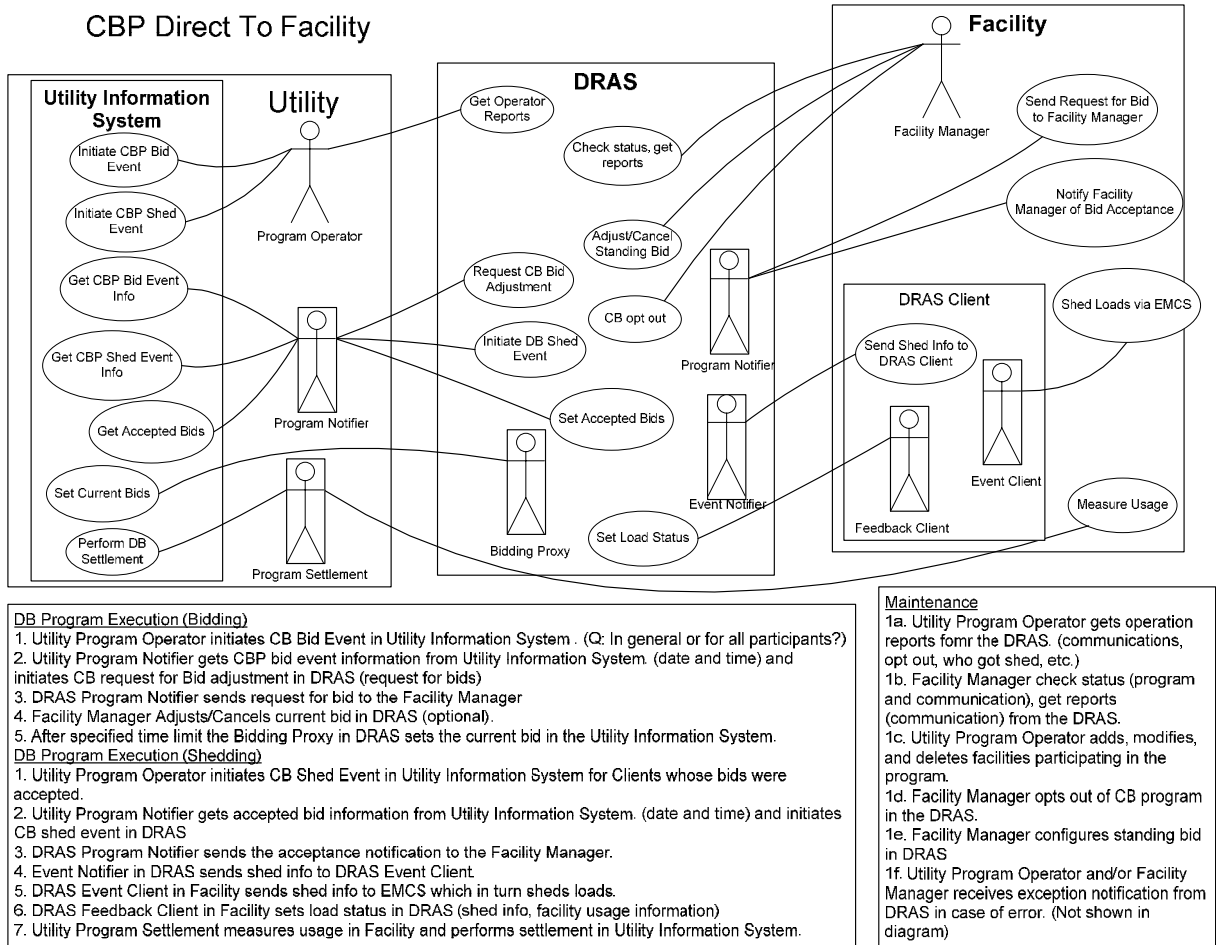 CBP Direct To Facility
Utility Information
System
Utility
Initiate CBP Bid
Event
Initiate CBP Shed
Event
Get CBP Bid Event
Info
Get CBP Shed Event
Info
Get Accepted Bids
Set Current Bids
Perform DB
Settlement
Program Operator
Program Notifier
Program Settlement
DRAS
Get Operator
Reports
Check status, get
reports
Adjust/Cancel
Standing Bid
Request CB Bid
Adjustment
CB opt out
Initiate DB Shed
Event
Program Notifier
Set Accepted Bids
Event Notifier
Bidding Proxy
Set Load Status
Facility
Facility Manager
Send Request for Bid
to Facility Manager
Notify Facility
Manager of Bid Acceptance
DRAS Client
Shed Loads via EMCS
Send Shed Info to
DRAS Client
Event Client
Feedback Client
Measure Usage
DB Program Execution (Bidding)
1. Utility Program Operator initiates CB Bid Event in Utility Information System . (Q: In general or for all participants?)
2. Utility Program Notifier gets CBP bid event information from Utility Information System. (date and time) and
initiates CB request for Bid adjustment in DRAS (request for bids)
3. DRAS Program Notifier sends request for bid to the Facility Manager
4. Facility Manager Adjusts/Cancels current bid in DRAS (optional).
5. After specified time limit the Bidding Proxy in DRAS sets the current bid in the Utility Information System.
DB Program Execution (Shedding)
1. Utility Program Operator initiates CB Shed Event in Utility Information System for Clients whose bids were
accepted.
2. Utility Program Notifier gets accepted bid information from Utility Information System. (date and time) and initiates
CB shed event in DRAS
3. DRAS Program Notifier sends the acceptance notification to the Facility Manager.
4. Event Notifier in DRAS sends shed info to DRAS Event Client.
5. DRAS Event Client in Facility sends shed info to EMCS which in turn sheds loads.
6. DRAS Feedback Client in Facility sets load status in DRAS (shed info, facility usage information)
7. Utility Program Settlement measures usage in Facility and performs settlement in Utility Information System.
Maintenance
1a. Utility Program Operator gets operation
reports fomr the DRAS. (communications,
opt out, who got shed, etc.)
1b. Facility Manager check status (program
and communication), get reports
(communication) from the DRAS.
1c. Utility Program Operator adds, modifies,
and deletes facilities participating in the
program.
1d. Facility Manager opts out of CB program
in the DRAS.
1e. Facility Manager configures standing bid
in DRAS
1f. Utility Program Operator and/or Facility
Manager receives exception notification from
DRAS in case of error. (Not shown in
diagram)